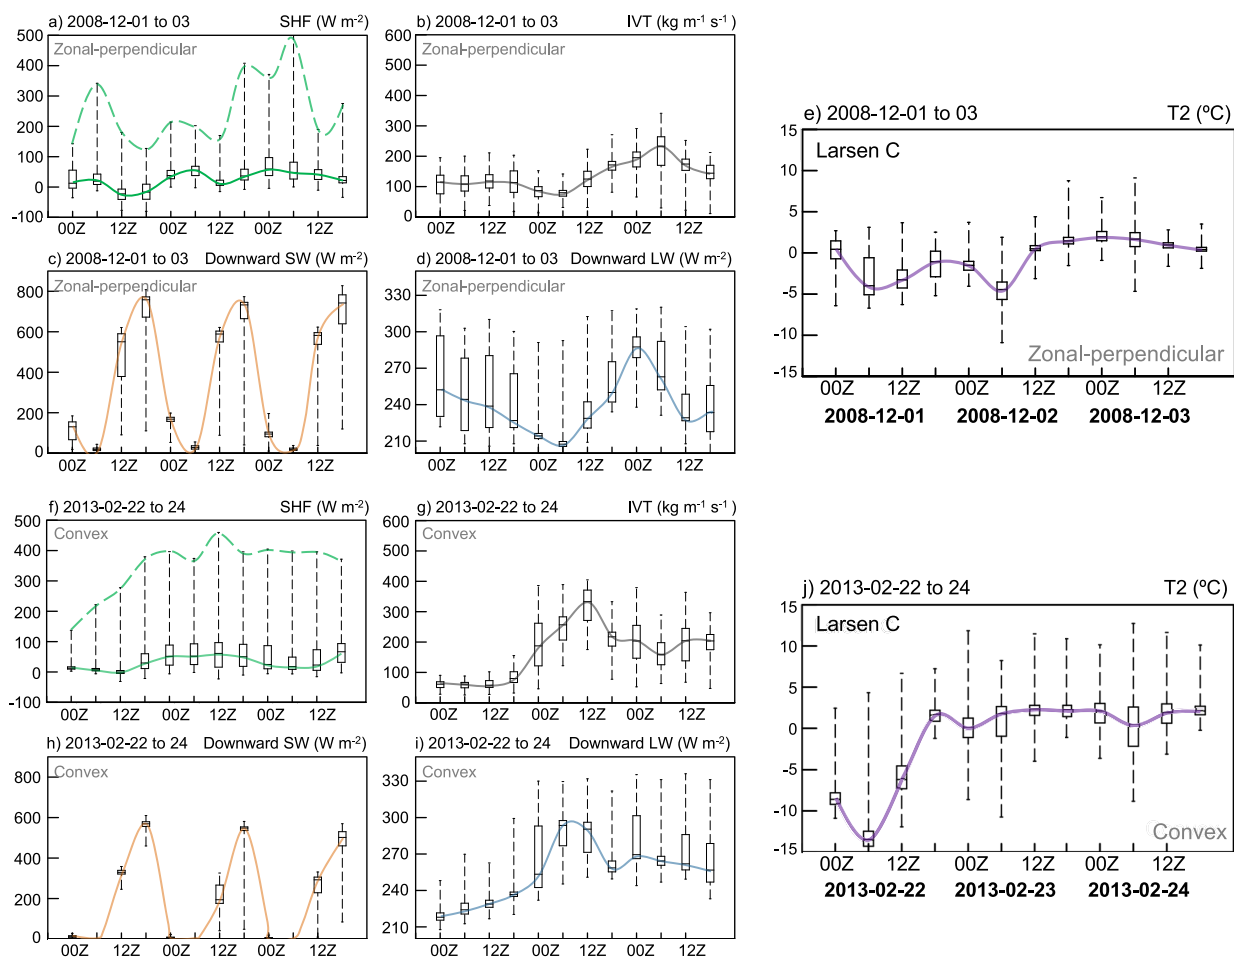 a) 2008-12-01 to 03 SHF (W m⁻²)
Zonal-perpendicular
500
400
300
200
100
0
-100
00Z 12Z 00Z 12Z 00Z 12Z
b) 2008-12-01 to 03 IVT (kg m⁻¹ s⁻¹)
Zonal-perpendicular
600
500
400
300
200
100
0
00Z 12Z 00Z 12Z 00Z 12Z
c) 2008-12-01 to 03 Downward SW (W m⁻²)
Zonal-perpendicular
800
600
400
200
0
00Z 12Z 00Z 12Z 00Z 12Z
d) 2008-12-01 to 03 Downward LW (W m⁻²)
Zonal-perpendicular
330
300
270
240
210
00Z 12Z 00Z 12Z 00Z 12Z
e) 2008-12-01 to 03 T2 (ºC)
Larsen C
15
10
5
0
-5
-10
-15
Zonal-perpendicular
00Z 12Z 00Z 12Z 00Z 12Z
2008-12-01 2008-12-02 2008-12-03
f) 2013-02-22 to 24 SHF (W m⁻²)
Convex
500
400
300
200
100
0
-100
00Z 12Z 00Z 12Z 00Z 12Z
g) 2013-02-22 to 24 IVT (kg m⁻¹ s⁻¹)
Convex
600
500
400
300
200
100
0
00Z 12Z 00Z 12Z 00Z 12Z
h) 2013-02-22 to 24 Downward SW (W m⁻²)
Convex
800
600
400
200
0
00Z 12Z 00Z 12Z 00Z 12Z
i) 2013-02-22 to 24 Downward LW (W m⁻²)
Convex
330
300
270
240
210
00Z 12Z 00Z 12Z 00Z 12Z
j) 2013-02-22 to 24 T2 (ºC)
Larsen C
15
10
5
0
-5
-10
-15
Convex
00Z 12Z 00Z 12Z 00Z 12Z
2013-02-22 2013-02-23 2013-02-24